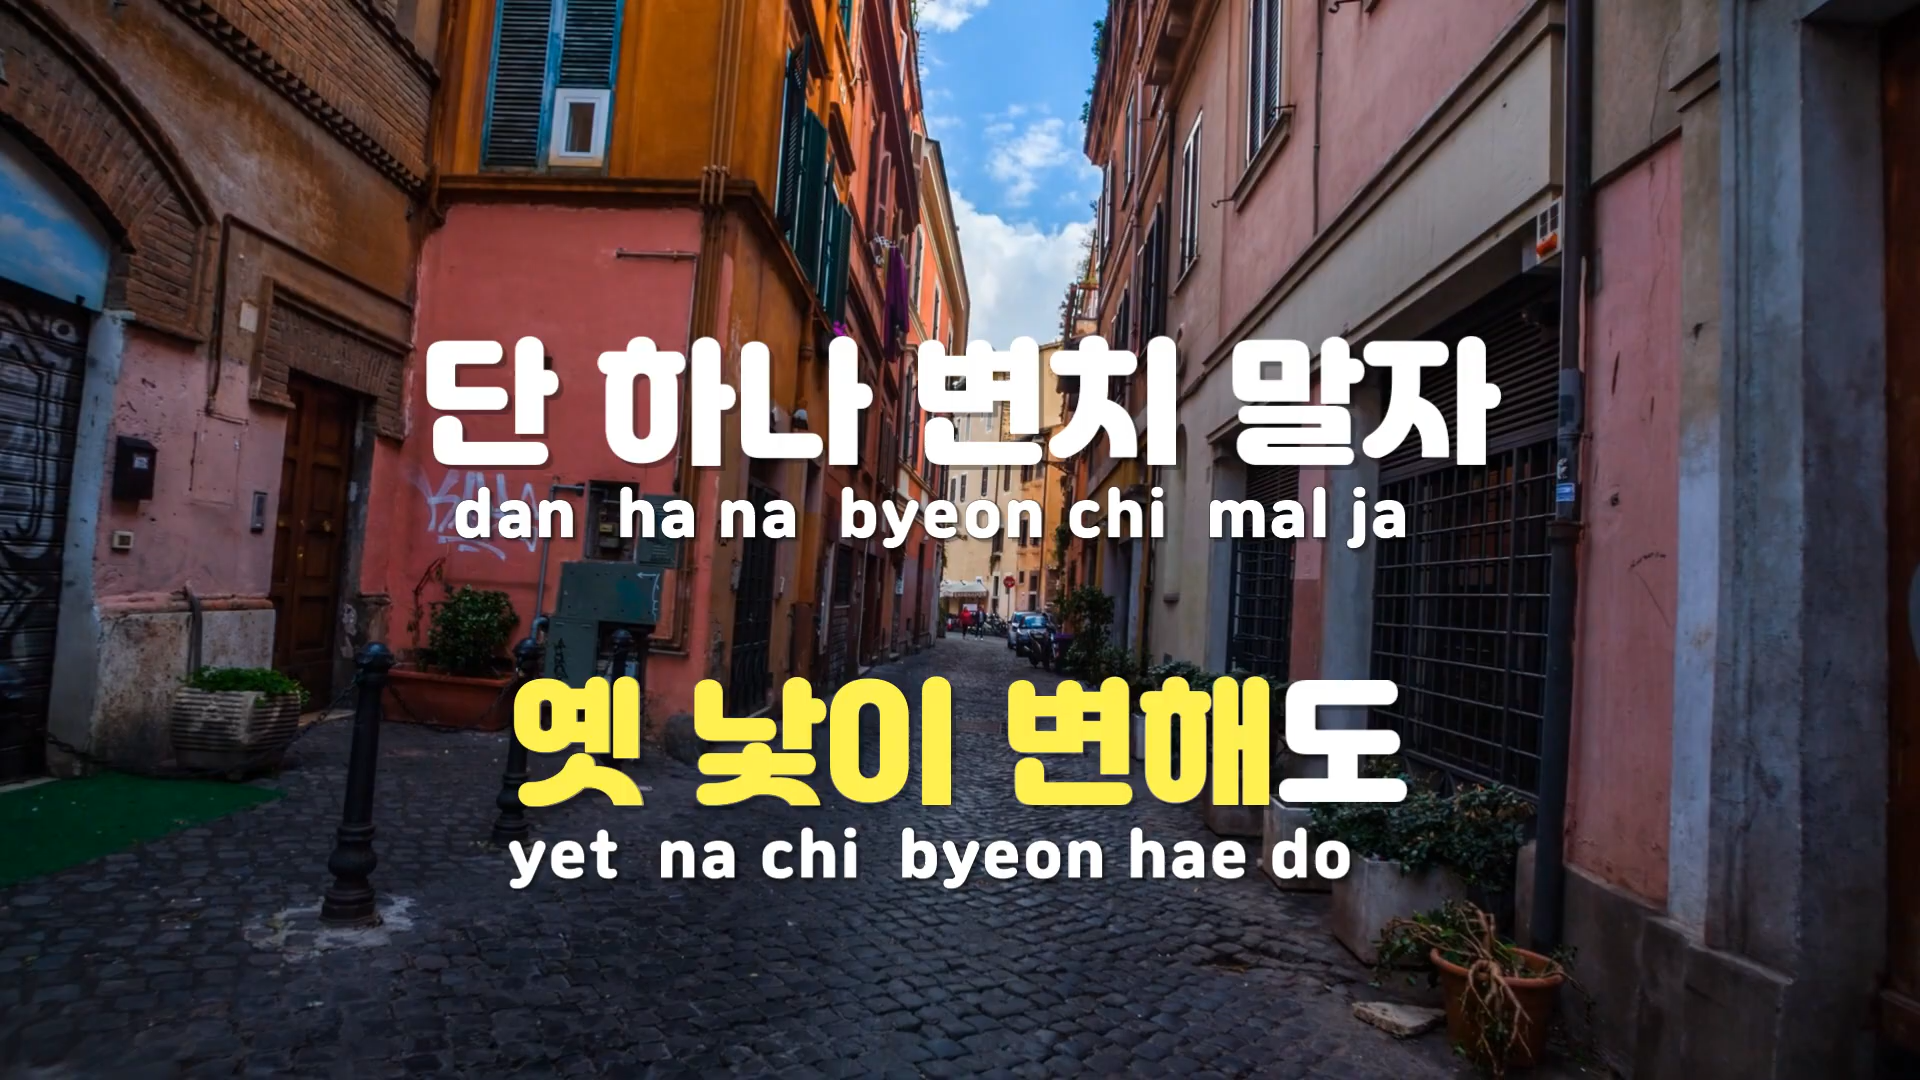 단 하나 변치 말자
dan ha na byeon chi mal ja
옛 낯이 변해도
yet na chi byeon hae do